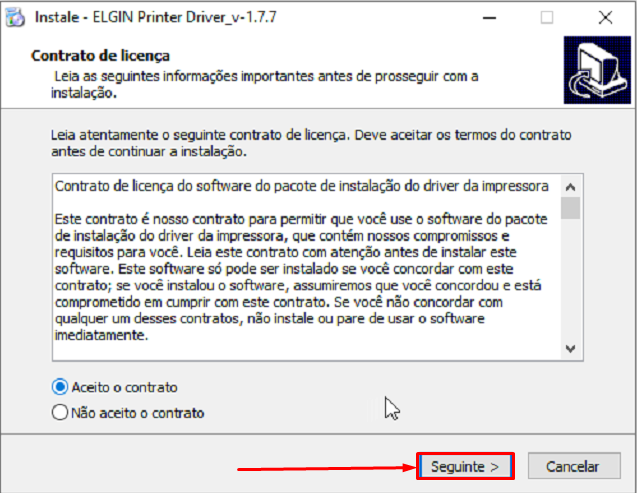 Instale - ELGIN Printer Driver_v-1.7.7
Contrato de licença
Leia as seguintes informações importantes antes de prosseguir com a
instalação.
Leia atentamente o seguinte contrato de licença. Deve aceitar os termos do contrato
antes de continuar a instalação.
Contrato de licença do software do pacote de instalação do driver da impressora
Este contrato é nosso contrato para permitir que você use o software do pacote
de instalação do driver da impressora, que contém nossos compromissos e
requisitos para você. Leia este contrato com atenção antes de instalar este
software. Este software só pode ser instalado se você concordar com este
contrato; se você instalou o software, assumiremos que você concordou e está
comprometido em cumprir com este contrato. Se você não concordar com
qualquer um desses contratos, não instale ou pare de usar o software
imediatamente.
Aceito o contrato
Não aceito o contrato
Seguinte > Cancelar